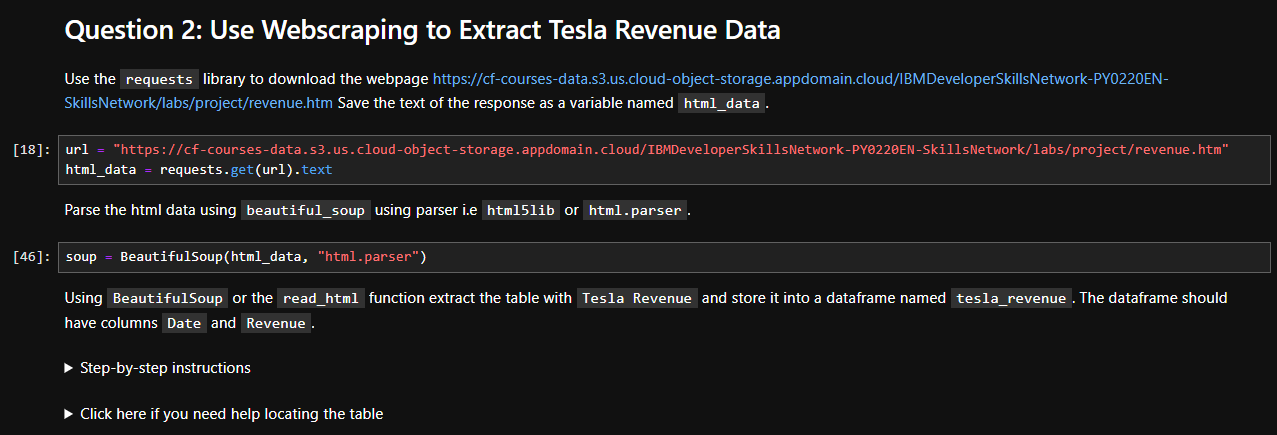 Question 2: Use Webscraping to Extract Tesla Revenue Data
Use the requests library to download the webpage https://cf-courses-data.s3.us.cloud-object-storage.appdomain.cloud/IBMDeveloperSkillsNetwork-PY0220EN-
SkillsNetwork/labs/project/revenue.htm Save the text of the response as a variable named html_data.
[18]: url = "https://cf-courses-data.s3.us.cloud-object-storage.appdomain.cloud/IBMDeveloperSkillsNetwork-PY0220EN-SkillsNetwork/labs/project/revenue.htm"
html_data = requests.get(url).text
Parse the html data using beautiful_soup using parser i.e html5lib or html.parser.
[46]: soup = BeautifulSoup(html_data, "html.parser")
Using BeautifulSoup or the read_html function extract the table with Tesla Revenue and store it into a dataframe named tesla_revenue. The dataframe should
have columns Date and Revenue.
▶ Step-by-step instructions
▶ Click here if you need help locating the table